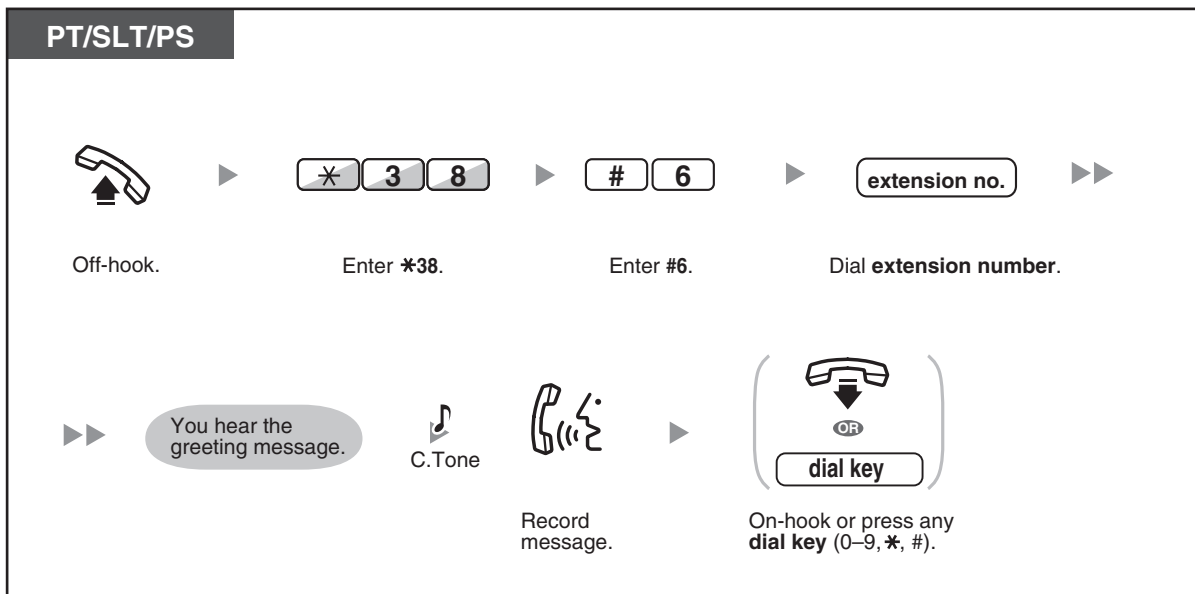 PT/SLT/PS
✳ 3 8
# 6
extension no.
Off-hook.
Enter ✳38.
Enter #6.
Dial extension number.
You hear the
greeting message.
C.Tone
OR
dial key
Record
message.
On-hook or press any
dial key (0–9, ✳, #).